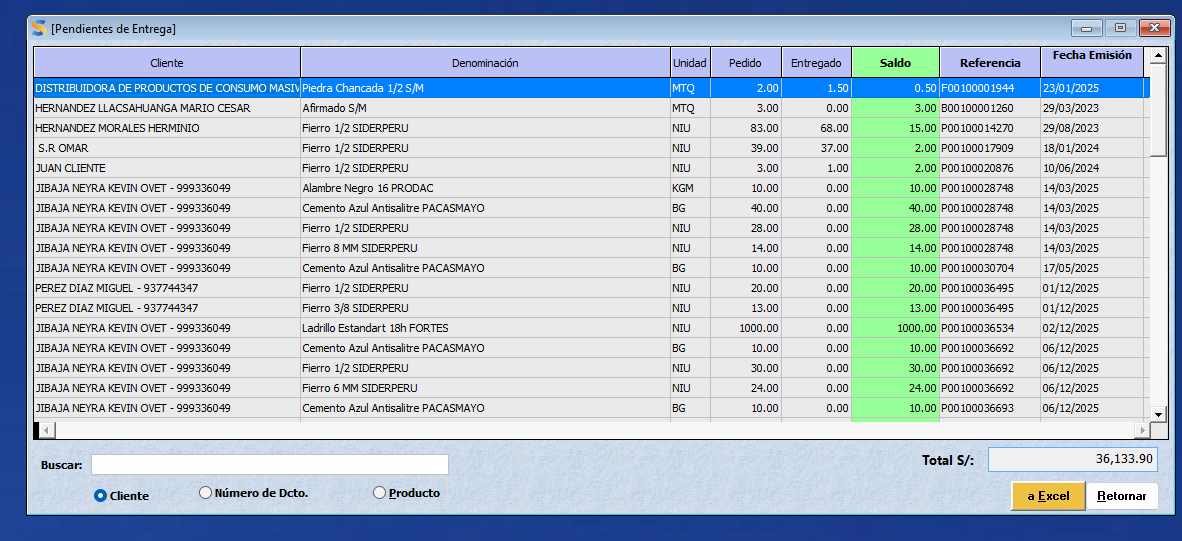 [Pendientes de Entrega]
Cliente Denominación Unidad Pedido Entregado Saldo Referencia Fecha Emisión
DISTRIBUIDORA DE PRODUCTOS DE CONSUMO MASIV Piedra Chancada 1/2 S/M MTQ 2.00 1.50 0.50 F00100001944 23/01/2025
HERNANDEZ LLACSAHUANGA MARIO CESAR Afirmado S/M MTQ 3.00 0.00 3.00 B00100001260 29/03/2023
HERNANDEZ MORALES HERMINIO Fierro 1/2 SIDERPERU NIU 83.00 68.00 15.00 P00100014270 29/08/2023
S.R OMAR Fierro 1/2 SIDERPERU NIU 39.00 37.00 2.00 P00100017909 18/01/2024
JUAN CLIENTE Fierro 1/2 SIDERPERU NIU 3.00 1.00 2.00 P00100020876 10/06/2024
JIBAJA NEYRA KEVIN OVET - 999336049 Alambre Negro 16 PRODAC KGM 10.00 0.00 10.00 P00100028748 14/03/2025
JIBAJA NEYRA KEVIN OVET - 999336049 Cemento Azul Antisalitre PACASMAYO BG 40.00 0.00 40.00 P00100028748 14/03/2025
JIBAJA NEYRA KEVIN OVET - 999336049 Fierro 1/2 SIDERPERU NIU 28.00 0.00 28.00 P00100028748 14/03/2025
JIBAJA NEYRA KEVIN OVET - 999336049 Fierro 8 MM SIDERPERU NIU 14.00 0.00 14.00 P00100028748 14/03/2025
JIBAJA NEYRA KEVIN OVET - 999336049 Cemento Azul Antisalitre PACASMAYO BG 10.00 0.00 10.00 P00100030704 17/05/2025
PEREZ DIAZ MIGUEL - 937744347 Fierro 1/2 SIDERPERU NIU 20.00 0.00 20.00 P00100036495 01/12/2025
PEREZ DIAZ MIGUEL - 937744347 Fierro 3/8 SIDERPERU NIU 13.00 0.00 13.00 P00100036495 01/12/2025
JIBAJA NEYRA KEVIN OVET - 999336049 Ladrillo Estandart 18h FORTES NIU 1000.00 0.00 1000.00 P00100036534 02/12/2025
JIBAJA NEYRA KEVIN OVET - 999336049 Cemento Azul Antisalitre PACASMAYO BG 10.00 0.00 10.00 P00100036692 06/12/2025
JIBAJA NEYRA KEVIN OVET - 999336049 Fierro 1/2 SIDERPERU NIU 30.00 0.00 30.00 P00100036692 06/12/2025
JIBAJA NEYRA KEVIN OVET - 999336049 Fierro 6 MM SIDERPERU NIU 24.00 0.00 24.00 P00100036692 06/12/2025
JIBAJA NEYRA KEVIN OVET - 999336049 Cemento Azul Antisalitre PACASMAYO BG 10.00 0.00 10.00 P00100036693 06/12/2025
Buscar: Total S/: 36,133.90
Cliente Número de Dcto. Producto a Excel Retornar